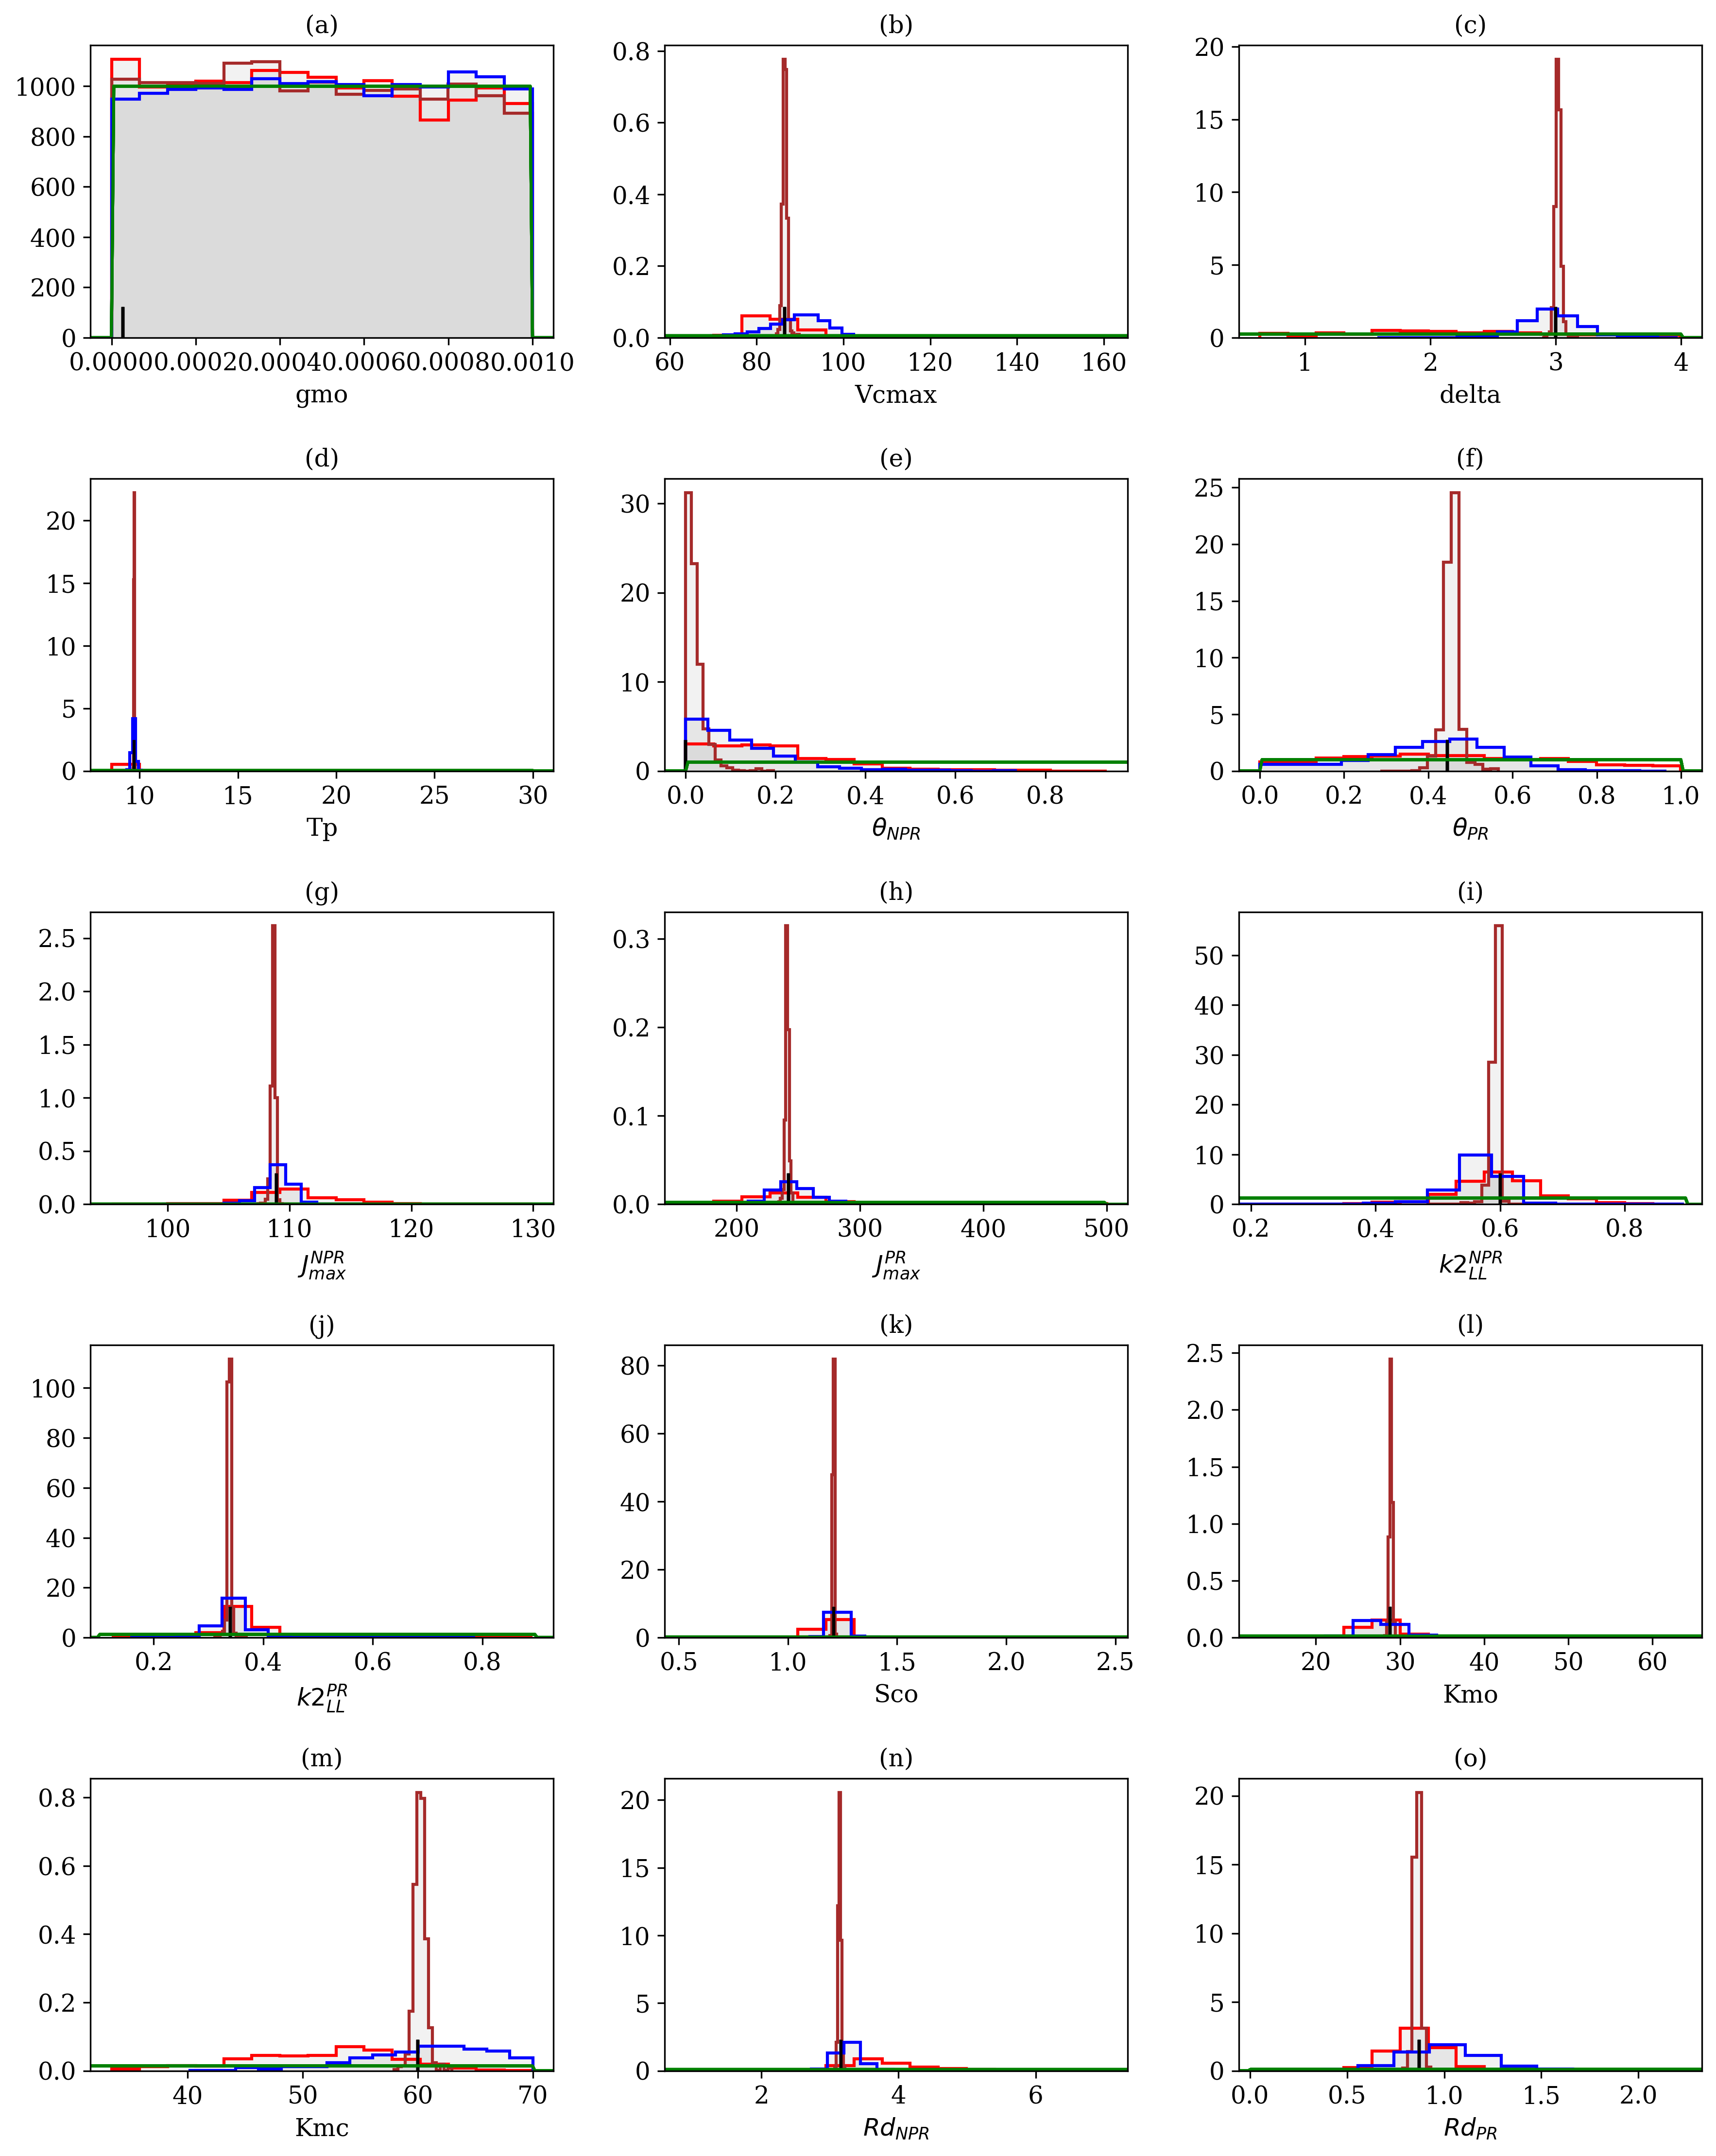 (a) (b) (c)
1000
800
600
400
200
0
0.0000 0.0002 0.0004 0.0006 0.0008 0.0010
gmo
0.8
0.6
0.4
0.2
0.0
60 80 100 120 140 160
Vcmax
20
15
10
5
0
1 2 3 4
delta
(d) (e) (f)
20
15
10
5
0
10 15 20 25 30
Tp
30
20
10
0
0.0 0.2 0.4 0.6 0.8
θNPR
25
20
15
10
5
0
0.0 0.2 0.4 0.6 0.8 1.0
θPR
(g) (h) (i)
2.5
2.0
1.5
1.0
0.5
0.0
100 110 120 130
JmaxNPR
0.3
0.2
0.1
0.0
200 300 400 500
JmaxPR
50
40
30
20
10
0
0.2 0.4 0.6 0.8
k2LLNPR
(j) (k) (l)
100
80
60
40
20
0
0.2 0.4 0.6 0.8
k2LLPR
80
60
40
20
0
0.5 1.0 1.5 2.0 2.5
Sco
2.5
2.0
1.5
1.0
0.5
0.0
20 30 40 50 60
Kmo
(m) (n) (o)
0.8
0.6
0.4
0.2
0.0
40 50 60 70
Kmc
20
15
10
5
0
2 4 6
RdNPR
20
15
10
5
0
0.0 0.5 1.0 1.5 2.0
RdPR